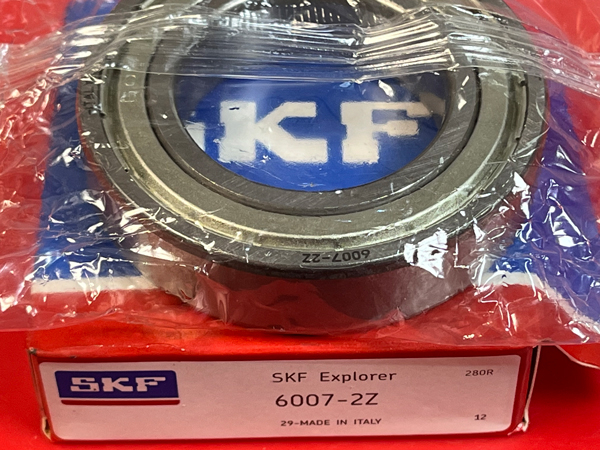 SKF
6007-2Z
SKF
SKF Explorer
280R
6007-2Z
29-MADE IN ITALY
12